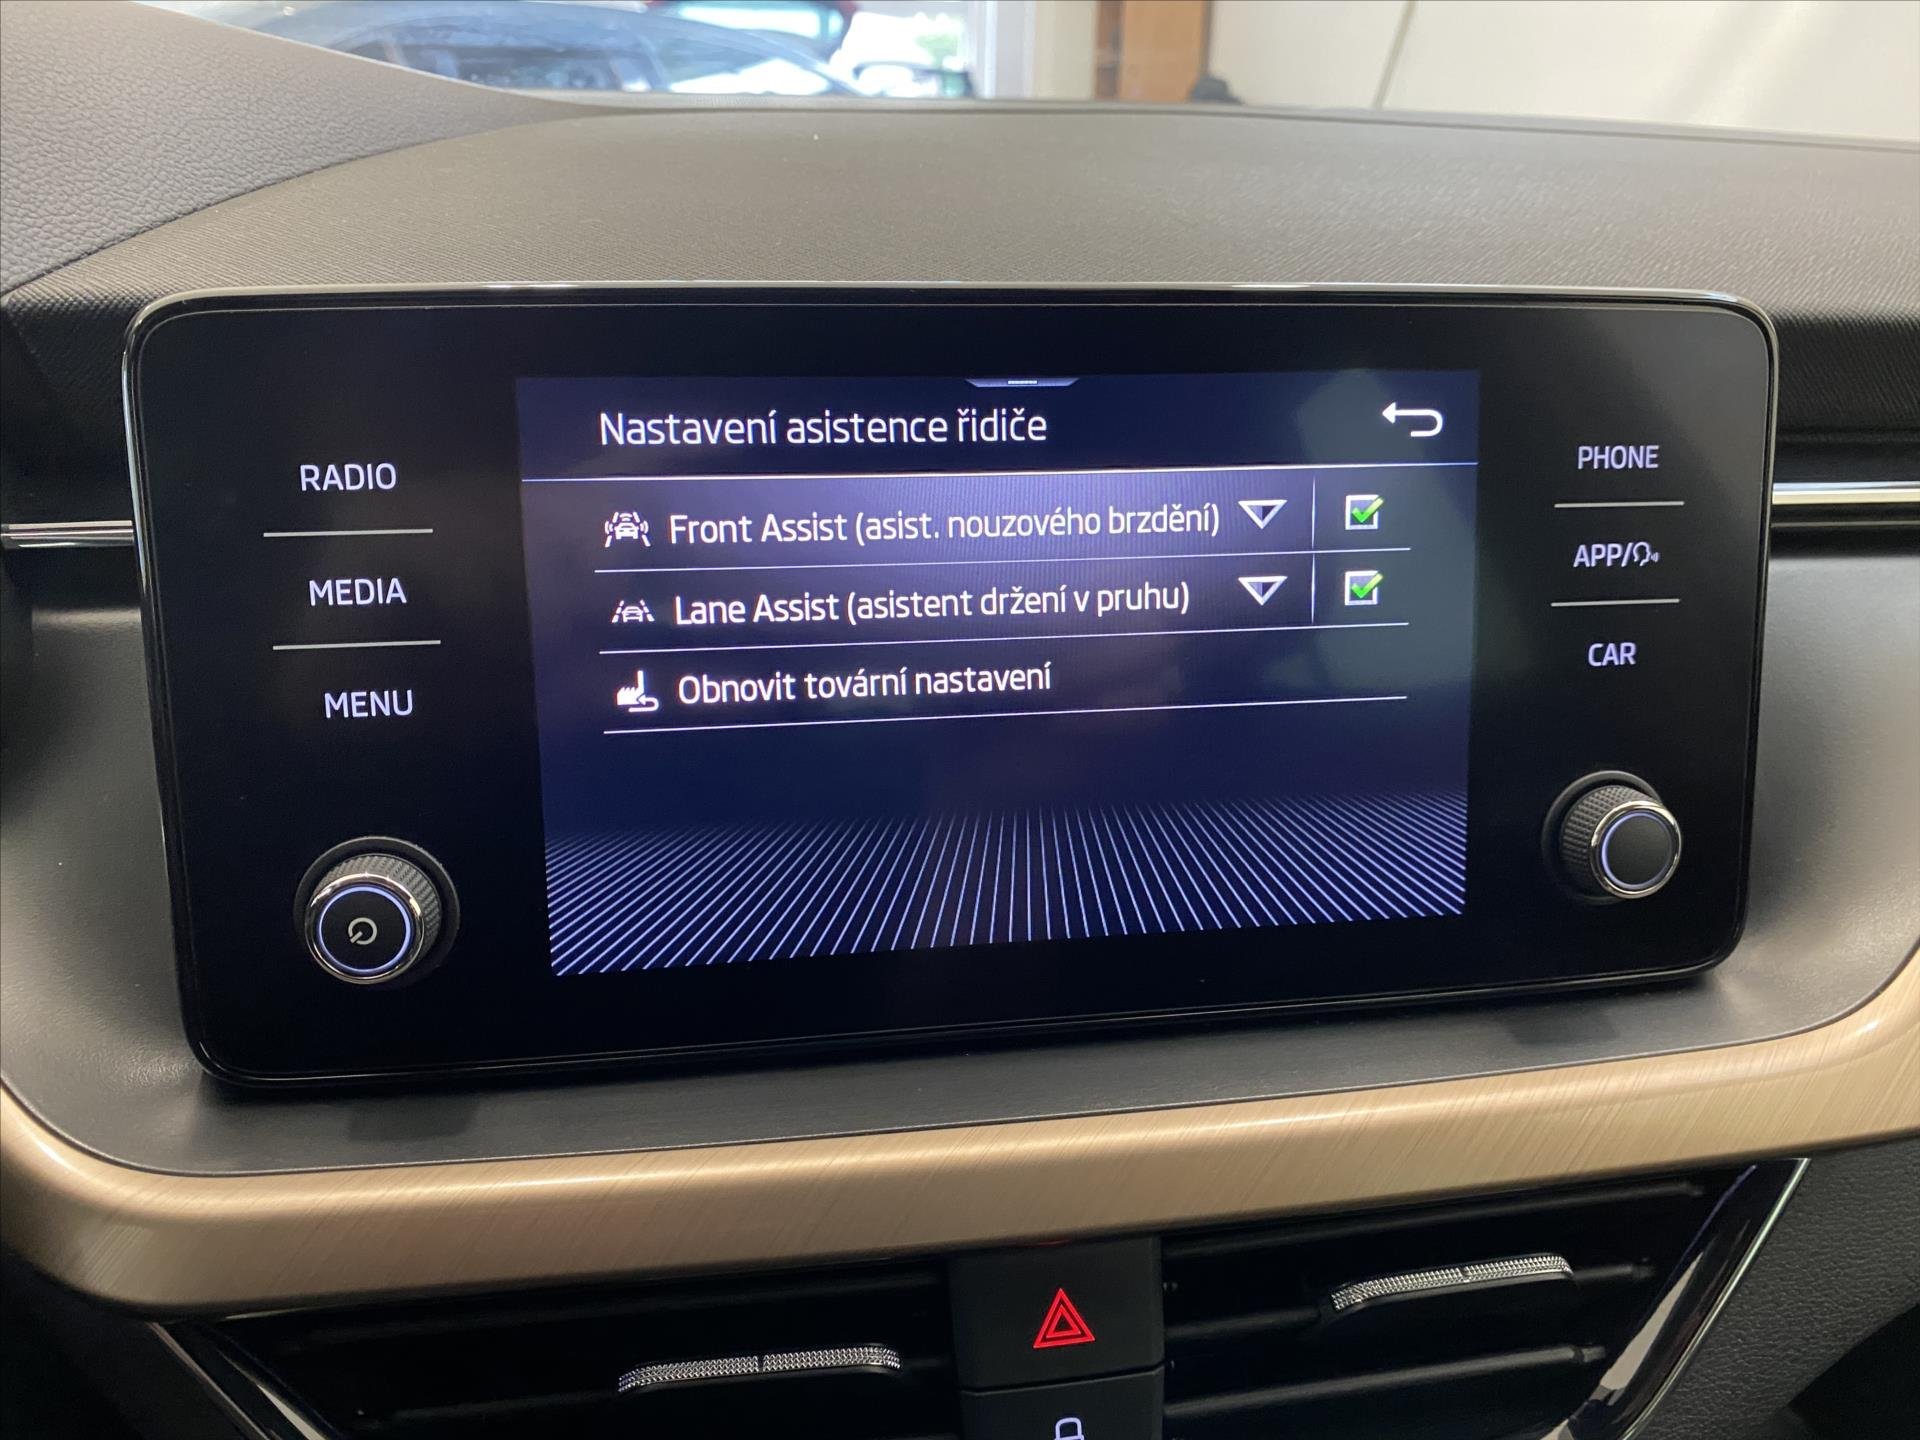 Nastavení asistence řidiče
RADIO
MEDIA
MENU
Front Assist (asist. nouzového brzdění)
Lane Assist (asistent držení v pruhu)
Obnovit tovární nastavení
PHONE
APP/
CAR